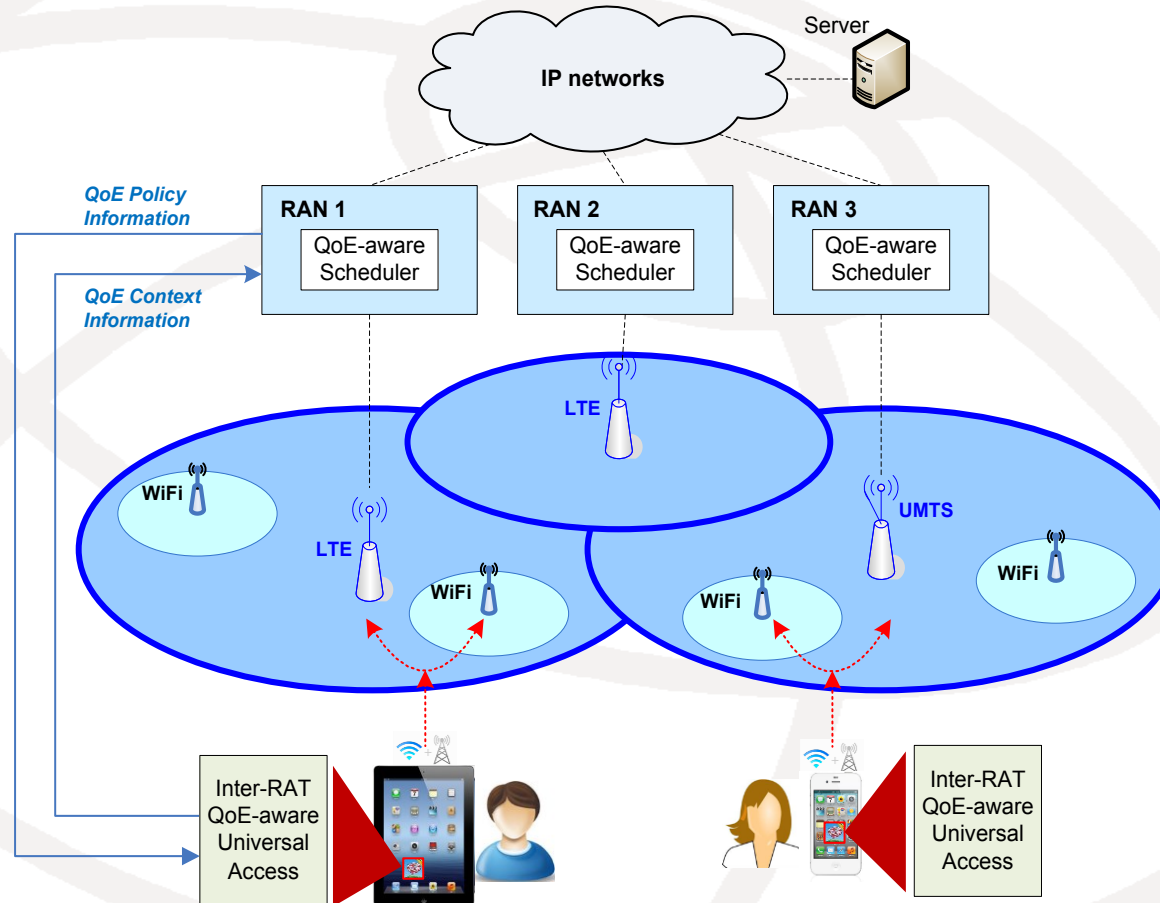 Server
IP networks
QoE Policy
Information
RAN 1
QoE-aware
Scheduler
RAN 2
QoE-aware
Scheduler
RAN 3
QoE-aware
Scheduler
QoE Context
Information
LTE
WiFi
LTE
WiFi
UMTS
WiFi
WiFi
Inter-RAT
QoE-aware
Universal
Access
Inter-RAT
QoE-aware
Universal
Access